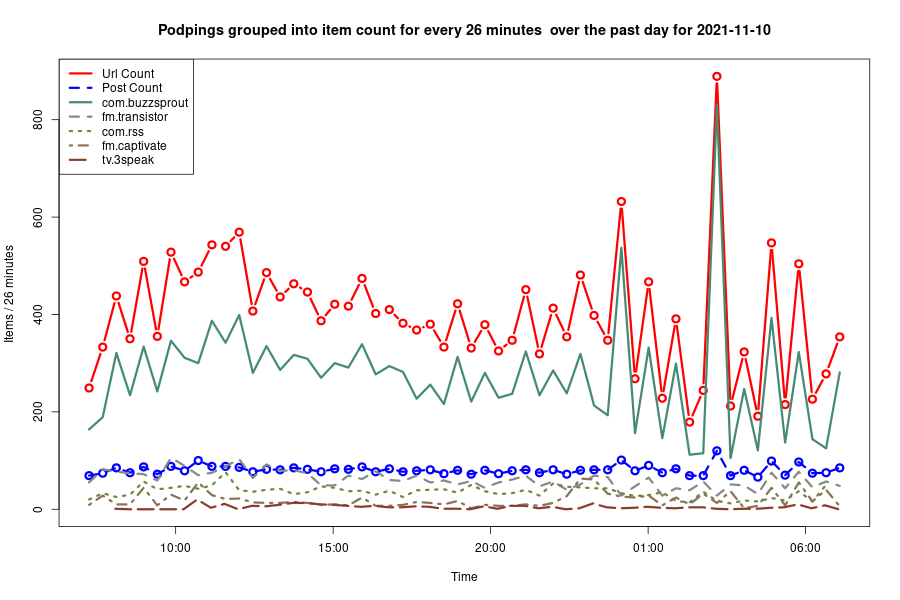 Podpings grouped into item count for every 26 minutes  over the past day for 2021-11-10
Url Count
Post Count
com.buzzsprout
fm.transistor
com.rss
fm.captivate
tv.3speak
Items / 26 minutes
800
600
400
200
0
10:00
15:00
20:00
01:00
06:00
Time